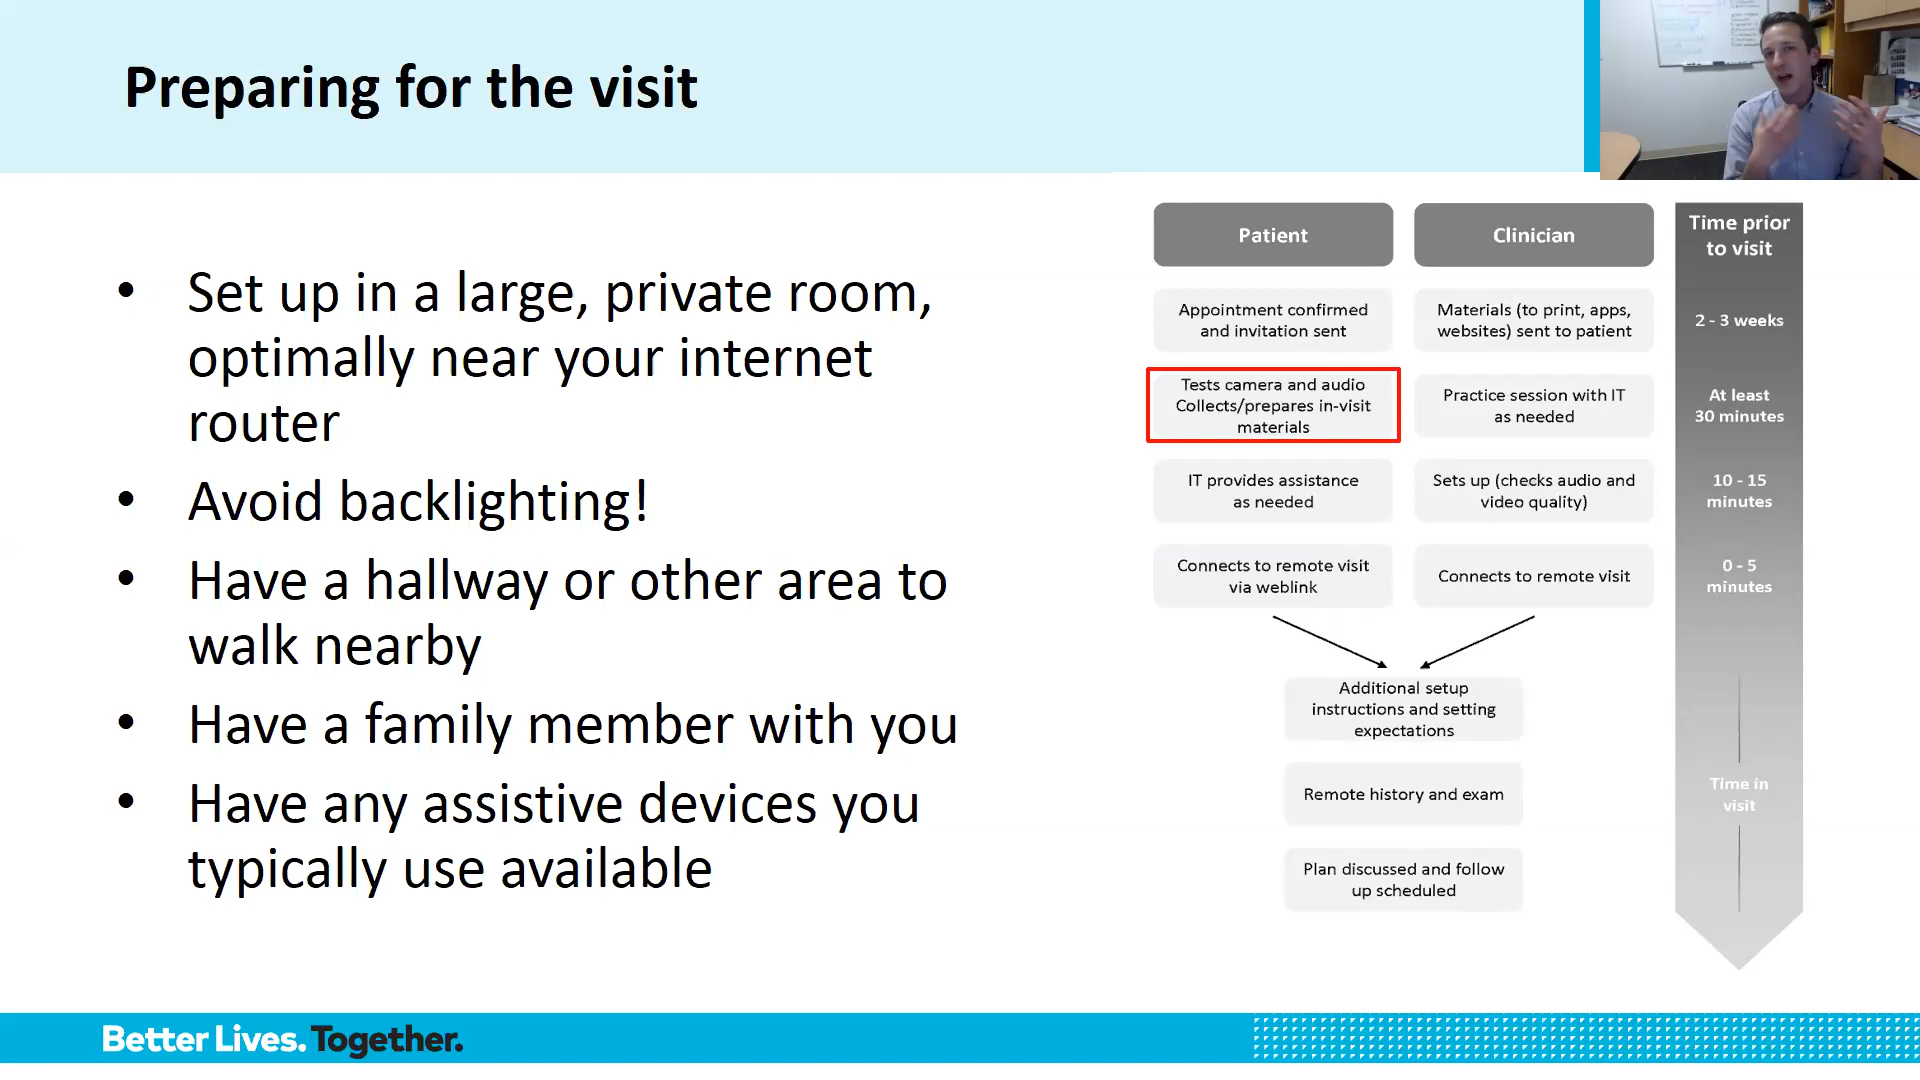 Preparing for the visit
• Set up in a large, private room,
optimally near your internet
router
• Avoid backlighting!
• Have a hallway or other area to
walk nearby
• Have a family member with you
• Have any assistive devices you
typically use available
Patient
Clinician
Time prior
to visit
Appointment confirmed
and invitation sent
Materials (to print, apps,
websites) sent to patient
2 - 3 weeks
Tests camera and audio
Collects/prepares in-visit
materials
Practice session with IT
as needed
At least
30 minutes
IT provides assistance
as needed
Sets up (checks audio and
video quality)
10 - 15
minutes
Connects to remote visit
via weblink
Connects to remote visit
0 - 5
minutes
Additional setup
instructions and setting
expectations
Remote history and exam
Time in
visit
Plan discussed and follow
up scheduled
Better Lives. Together.